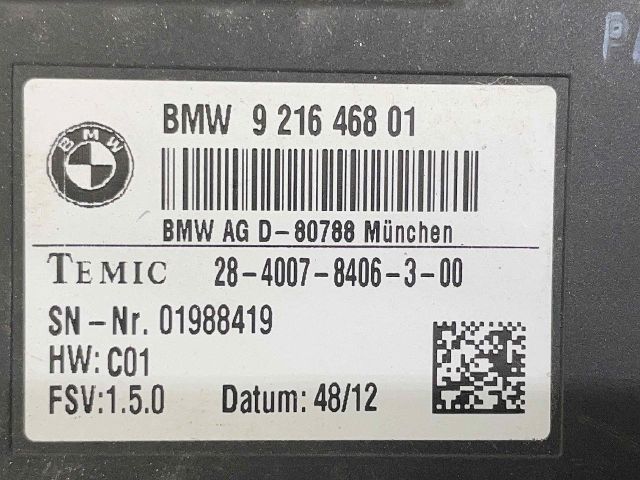 BMW
BMW 9 216 468 01
BMW AG D-80788 München
TEMIC 28-4007-8406-3-00
SN-Nr. 01988419
HW: C01
FSV:1.5.0 Datum: 48/12